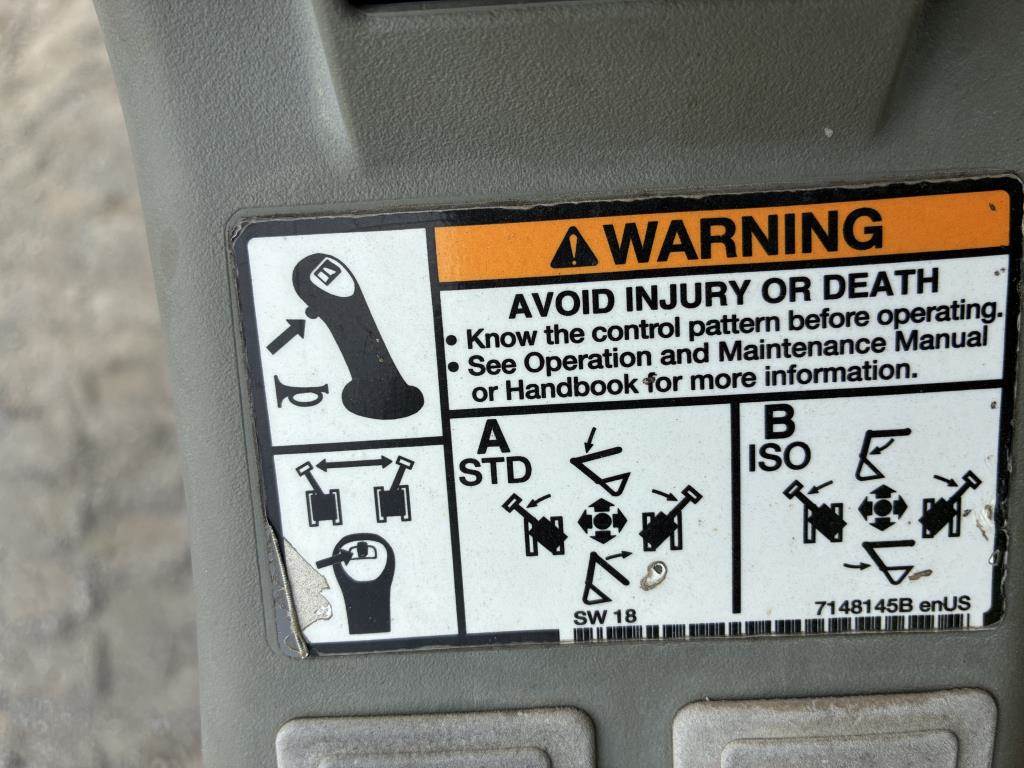 WARNING
AVOID INJURY OR DEATH
• Know the control pattern before operating.
• See Operation and Maintenance Manual
or Handbook for more information.
A
STD
B
ISO
SW 18
7148145B enUS